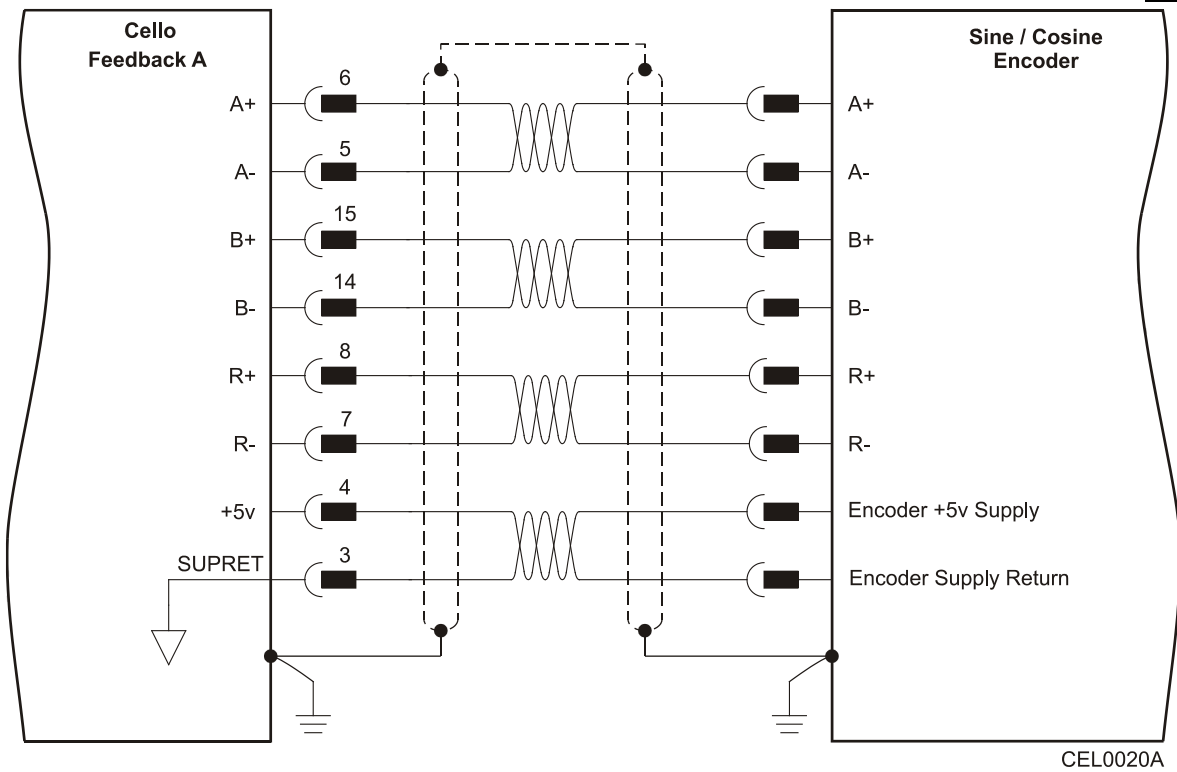 Cello
Feedback A
Sine / Cosine
Encoder
A+ 6 A+
A- 5 A-
B+ 15 B+
B- 14 B-
R+ 8 R+
R- 7 R-
+5v 4 Encoder +5v Supply
SUPRET 3 Encoder Supply Return
CEL0020A